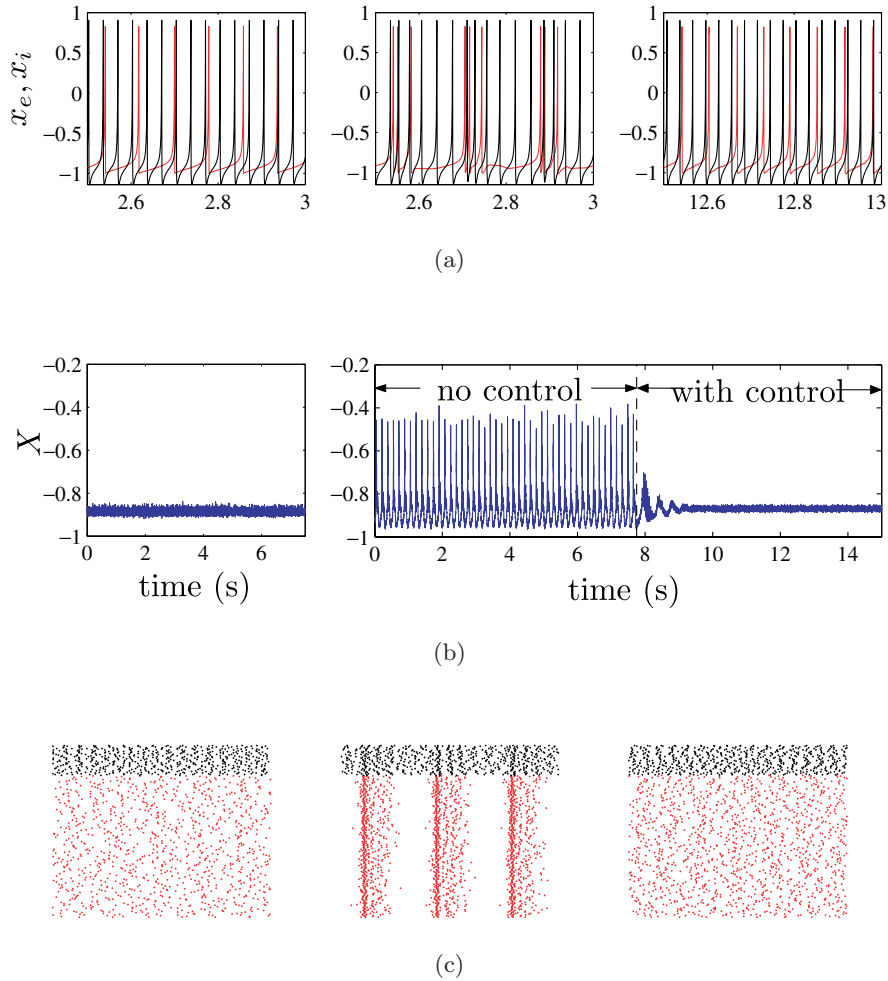 x_e, x_i
1 0.5 0 −0.5 −1
2.6 2.8 3
1 0.5 0 −0.5 −1
2.6 2.8 3
1 0.5 0 −0.5 −1
12.6 12.8 13
(a)
X
−0.2 −0.4 −0.6 −0.8 −1
0 2 4 6
time (s)
−0.2 −0.4 −0.6 −0.8 −1
no control
with control
0 2 4 6 8 10 12 14
time (s)
(b)
(c)